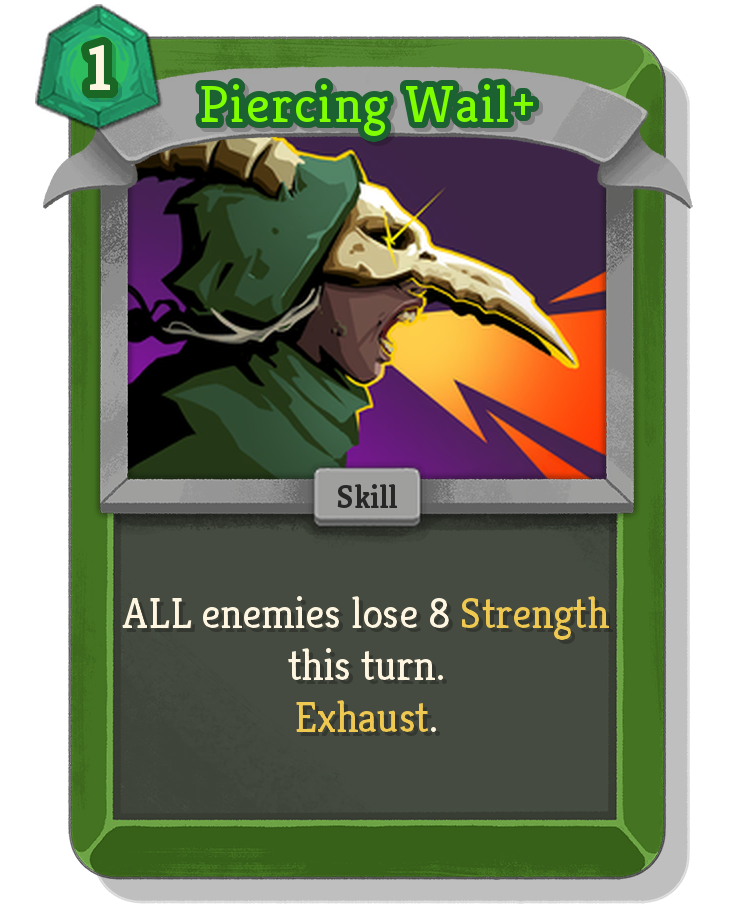 1
Piercing Wail+
Skill
ALL enemies lose 8 Strength
this turn.
Exhaust.